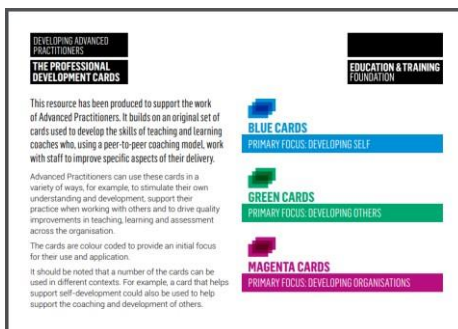 DEVELOPING ADVANCED
PRACTITIONERS
THE PROFESSIONAL
DEVELOPMENT CARDS
EDUCATION & TRAINING
FOUNDATION
This resource has been produced to support the work
of Advanced Practitioners. It builds on an original set of
cards used to develop the skills of teaching and learning
coaches who, using a peer-to-peer coaching model, work
with staff to improve specific aspects of their delivery.
Advanced Practitioners can use these cards in a
variety of ways, for example, to stimulate their own
understanding and development, support their
practice when working with others and to drive quality
improvements in teaching, learning and assessment
across the organisation.
The cards are colour coded to provide an initial focus
for their use and application.
It should be noted that a number of the cards can be
used in different contexts. For example, a card that helps
support self-development could also be used to help
support the coaching and development of others.
BLUE CARDS
PRIMARY FOCUS: DEVELOPING SELF
GREEN CARDS
PRIMARY FOCUS: DEVELOPING OTHERS
MAGENTA CARDS
PRIMARY FOCUS: DEVELOPING ORGANISATIONS